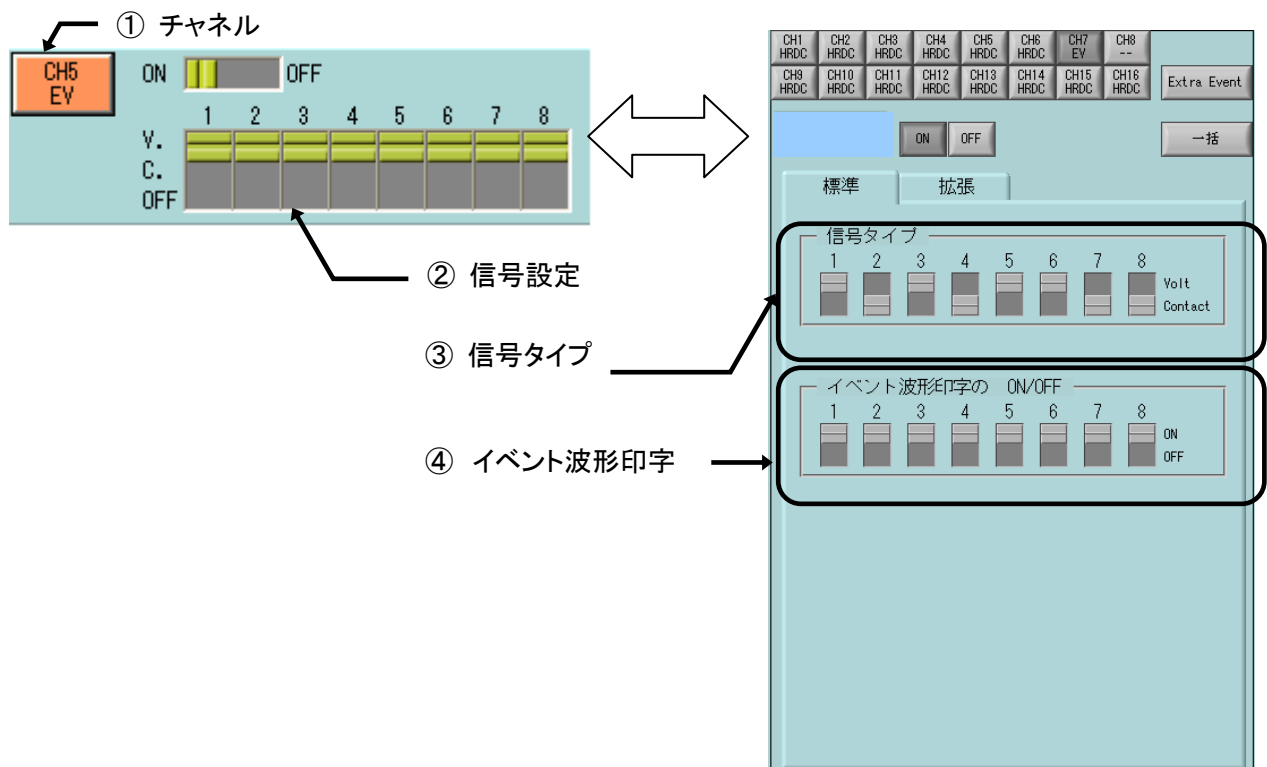 ① チャネル
CH5
EV
ON OFF
1 2 3 4 5 6 7 8
V.
C.
OFF
② 信号設定
③ 信号タイプ
④ イベント波形印字
CH1 HRDC CH2 HRDC CH3 HRDC CH4 HRDC CH5 HRDC CH6 HRDC CH7 EV CH8 --
CH9 HRDC CH10 HRDC CH11 HRDC CH12 HRDC CH13 HRDC CH14 HRDC CH15 HRDC CH16 HRDC Extra Event
ON OFF 一括
標準 拡張
信号タイプ
1 2 3 4 5 6 7 8
Volt
Contact
イベント波形印字の ON/OFF
1 2 3 4 5 6 7 8
ON
OFF